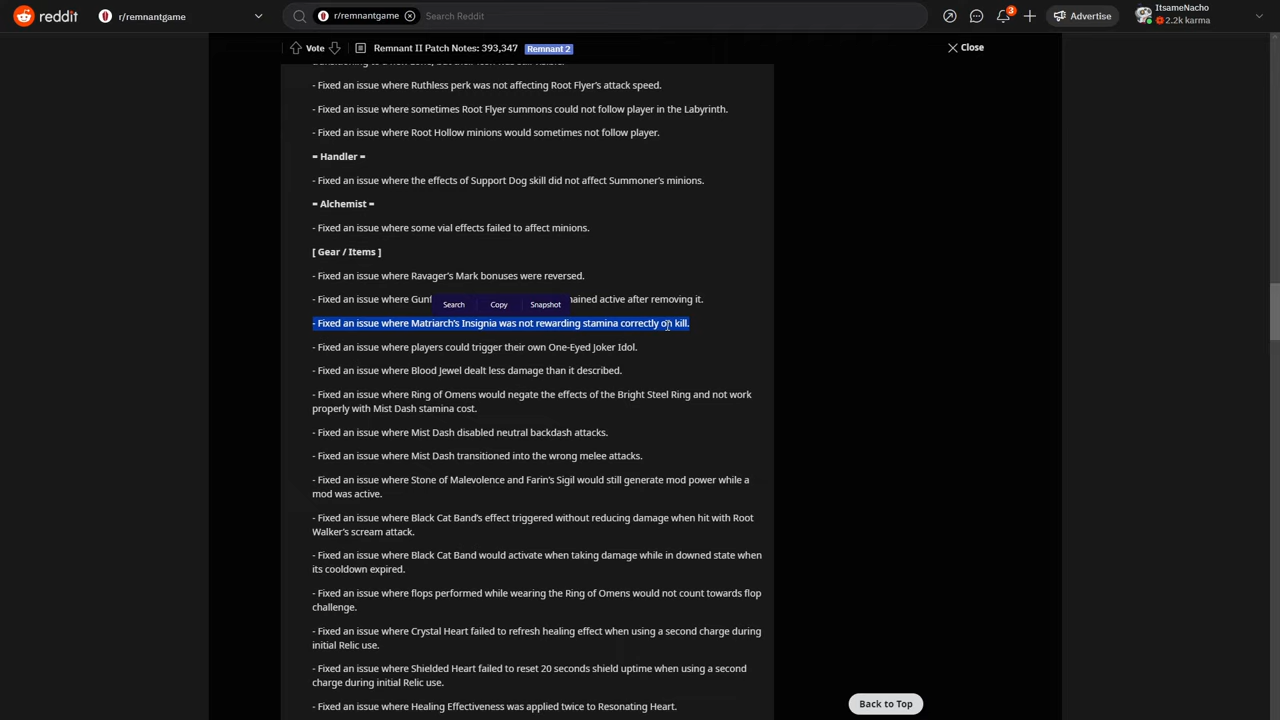 reddit
r/remnantgame
r/remnantgame
Search Reddit
3
Advertise
ItsameNacho
2.2k karma
Vote
Remnant II Patch Notes: 393,347
Remnant 2
Close
- Fixed an issue where Ruthless perk was not affecting Root Flyer's attack speed.
- Fixed an issue where sometimes Root Flyer summons could not follow player in the Labyrinth.
- Fixed an issue where Root Hollow minions would sometimes not follow player.
= Handler =
- Fixed an issue where the effects of Support Dog skill did not affect Summoner's minions.
= Alchemist =
- Fixed an issue where some vial effects failed to affect minions.
[ Gear / Items ]
- Fixed an issue where Ravager's Mark bonuses were reversed.
- Fixed an issue where active after removing it.
Search Copy Snapshot
- Fixed an issue where Matriarch's Insignia was not rewarding stamina correctly on kill.
- Fixed an issue where players could trigger their own One-Eyed Joker Idol.
- Fixed an issue where Blood Jewel dealt less damage than it described.
- Fixed an issue where Ring of Omens would negate the effects of the Bright Steel Ring and not work
properly with Mist Dash stamina cost.
- Fixed an issue where Mist Dash disabled neutral backdash attacks.
- Fixed an issue where Mist Dash transitioned into the wrong melee attacks.
- Fixed an issue where Stone of Malevolence and Farin's Sigil would still generate mod power while a
mod was active.
- Fixed an issue where Black Cat Band's effect triggered without reducing damage when hit with Root
Walker's scream attack.
- Fixed an issue where Black Cat Band would activate when taking damage while in downed state when
its cooldown expired.
- Fixed an issue where flops performed while wearing the Ring of Omens would not count towards flop
challenge.
- Fixed an issue where Crystal Heart failed to refresh healing effect when using a second charge during
initial Relic use.
- Fixed an issue where Shielded Heart failed to reset 20 seconds shield uptime when using a second
charge during initial Relic use.
- Fixed an issue where Healing Effectiveness was applied twice to Resonating Heart.
Back to Top